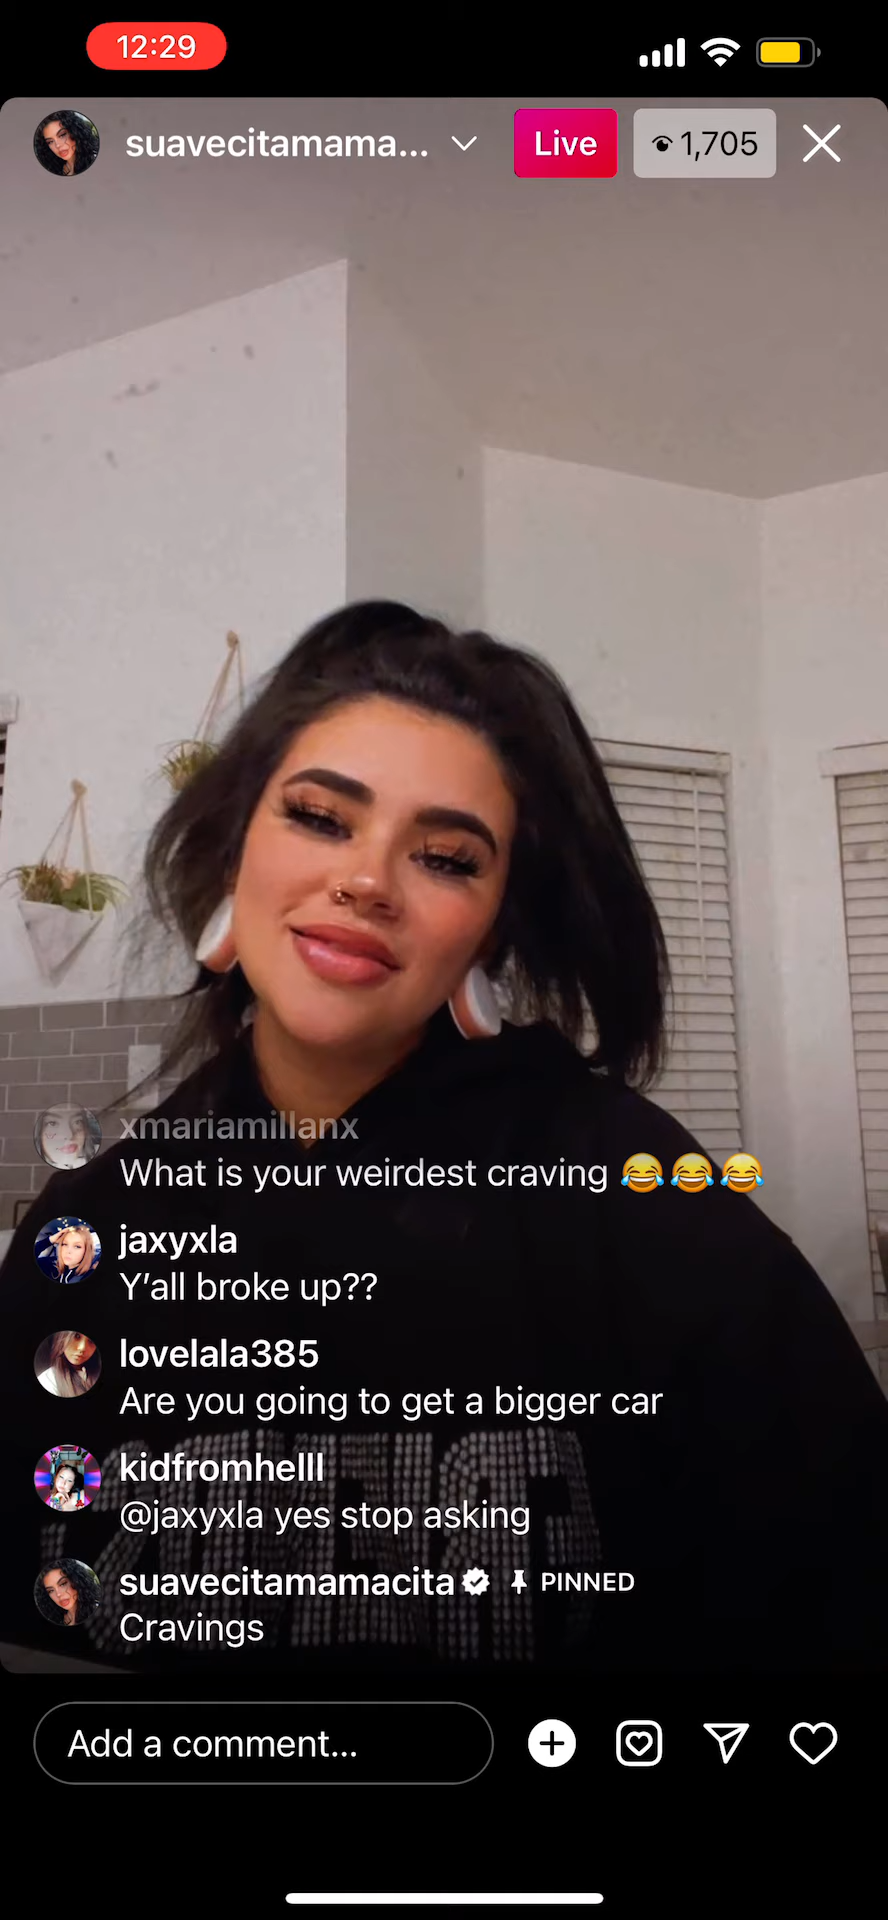 12:29
suavecitamama...
Live
1,705
xmariamillanx
What is your weirdest craving 😂😂😂
jaxyxla
Y'all broke up??
lovelala385
Are you going to get a bigger car
kidfromhelll
@jaxyxla yes stop asking
suavecitamamacita PINNED
Cravings
Add a comment...